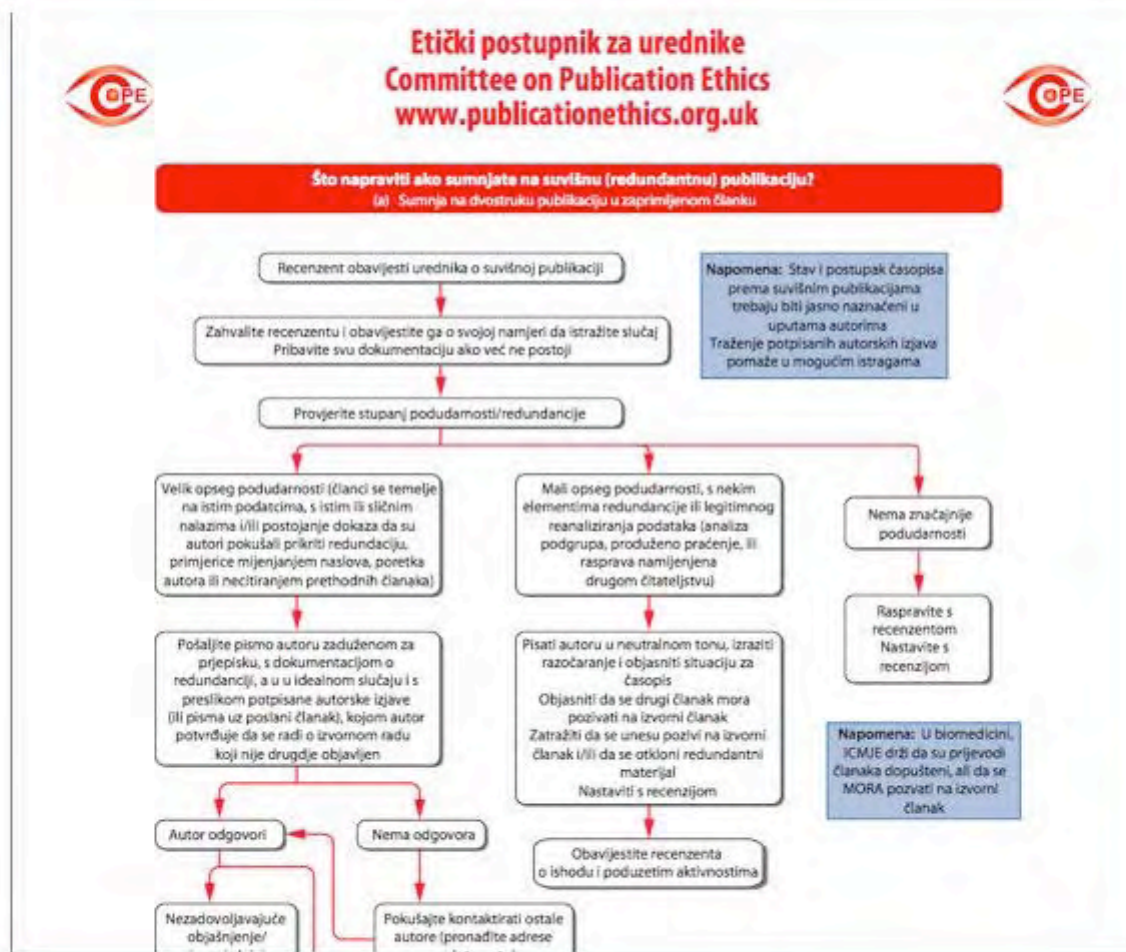 Etički postupnik za urednike
Committee on Publication Ethics
www.publicationethics.org.uk
COPE
COPE
Što napraviti ako sumnjate na suvišnu (redundantnu) publikaciju?
(a) Sumnja na dvostruku publikaciju u zaprimljenom članku
Recenzent obavijesti urednika o suvišnoj publikaciji
Napomena: Stav i postupak časopisa
prema suvišnim publikacijama
trebaju biti jasno naznačeni u
uputama autorima
Traženje potpisanih autorskih izjava
pomaže u mogućim istragama
Zahvalite recenzentu i obavijestite ga o svojoj namjeri da istražite slučaj
Pribavite svu dokumentaciju ako već ne postoji
Provjerite stupanj podudarnosti/redundancije
Velik opseg podudarnosti (članci se temelje
na istim podatcima, s istim ili sličnim
nalazima i/ili postojanje dokaza da su
autori pokušali prikriti redundaciju,
primjerice mijenjanjem naslova, poretka
autora ili necitiranjem prethodnih članaka)
Mali opseg podudarnosti, s nekim
elementima redundancije ili legitimnog
reanaliziranja podataka (analiza
podgrupa, produženo praćenje, ili
rasprava namijenjena
drugom čitateljstvu)
Nema značajnije
podudarnosti
Pošaljite pismo autoru zaduženom za
prjepisku, s dokumentacijom o
redundanciji, a u u idealnom slučaju i s
preslikom potpisane autorske izjave
(ili pisma uz poslani članak), kojom autor
potvrđuje da se radi o izvornom radu
koji nije drugdje objavljen
Pisati autoru u neutralnom tonu, izraziti
razočaranje i objasniti situaciju za
časopis
Objasniti da se drugi članak mora
pozivati na izvorni članak
Zatražiti da se unesu pozivi na izvorni
članak i/ili da se otkloni redundantni
materijal
Nastaviti s recenzijom
Raspravite s
recenzentom
Nastavite s
recenzijom
Napomena: U biomedicini,
ICMJE drži da su prijevodi
članaka dopušteni, ali da se
MORA pozvati na izvorni
članak
Autor odgovori
Nema odgovora
Obavijestite recenzenta
o ishodu i poduzetim aktivnostima
Nezadovoljavajuće
objašnjenje/
Pokušajte kontaktirati ostale
autore (pronađite adrese